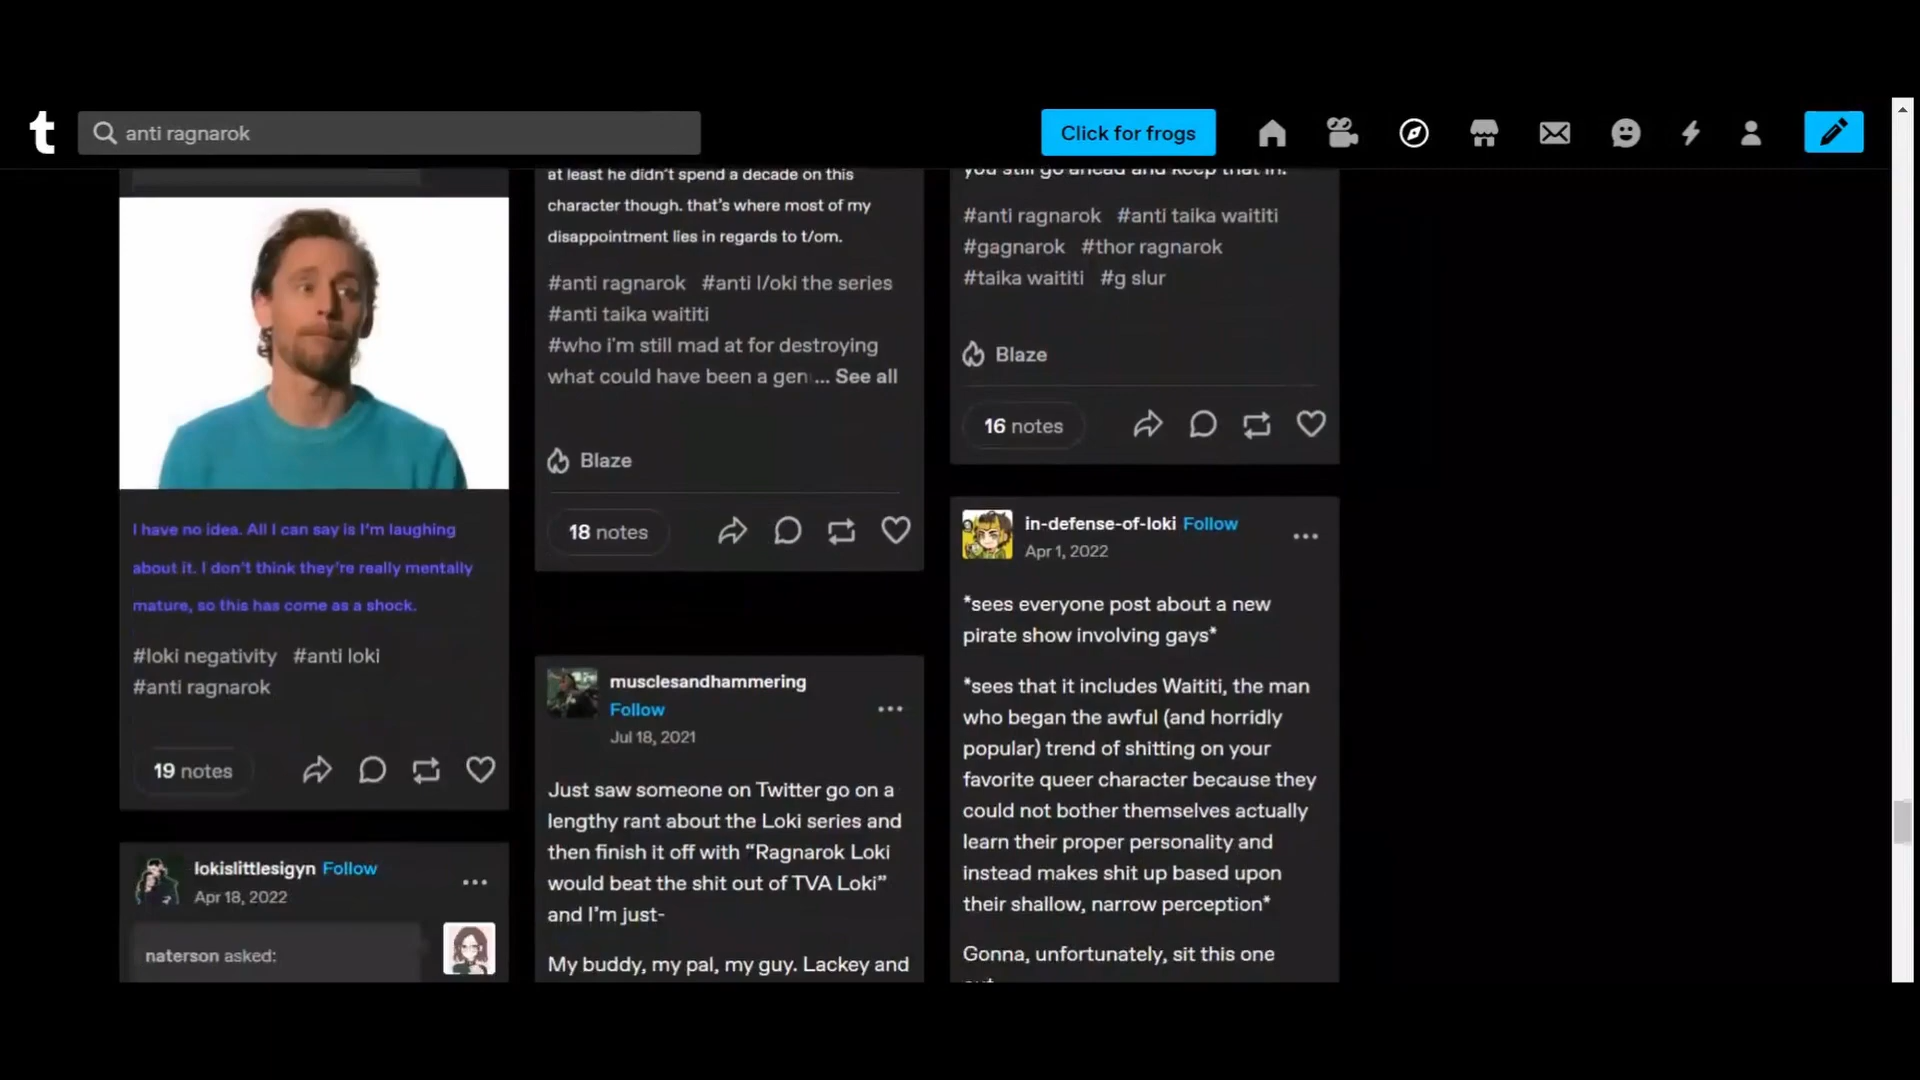 t
anti ragnarok
Click for frogs
I have no idea. All I can say is I'm laughing
about it. I don't think they're really mentally
mature, so this has come as a shock.
#loki negativity #anti loki
#anti ragnarok
19 notes
lokislittlesigyn Follow
Apr 18, 2022
naterson asked:
at least he didn't spend a decade on this
character though. that's where most of my
disappointment lies in regards to t/om.
#anti ragnarok #anti l/oki the series
#anti taika waititi
#who i'm still mad at for destroying
what could have been a gen... See all
Blaze
18 notes
musclesandhammering
Follow
Jul 18, 2021
Just saw someone on Twitter go on a
lengthy rant about the Loki series and
then finish it off with “Ragnarok Loki
would beat the shit out of TVA Loki”
and I'm just-
My buddy, my pal, my guy. Lackey and
you still go ahead and keep that in.
#anti ragnarok #anti taika waititi
#gagnarok #thor ragnarok
#taika waititi #g slur
Blaze
16 notes
in-defense-of-loki Follow
Apr 1, 2022
*sees everyone post about a new
pirate show involving gays*
*sees that it includes Waititi, the man
who began the awful (and horridly
popular) trend of shitting on your
favorite queer character because they
could not bother themselves actually
learn their proper personality and
instead makes shit up based upon
their shallow, narrow perception*
Gonna, unfortunately, sit this one